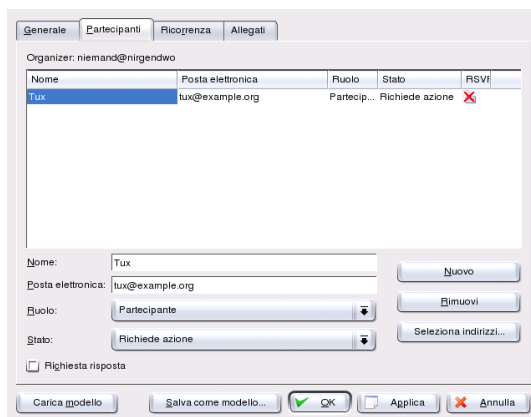 Generale Partecipanti Ricorrenza Allegati
Organizer: niemand@nirgendwo
Nome Posta elettronica Ruolo Stato RSVP
Tux tux@example.org Partecip... Richiede azione
Nome: Tux
Posta elettronica: tux@example.org
Nuovo
Ruolo: Partecipante
Rimuovi
Stato: Richiede azione
Seleziona indirizzi...
Richiesta risposta
Carica modello Salva come modello... OK Applica Annulla